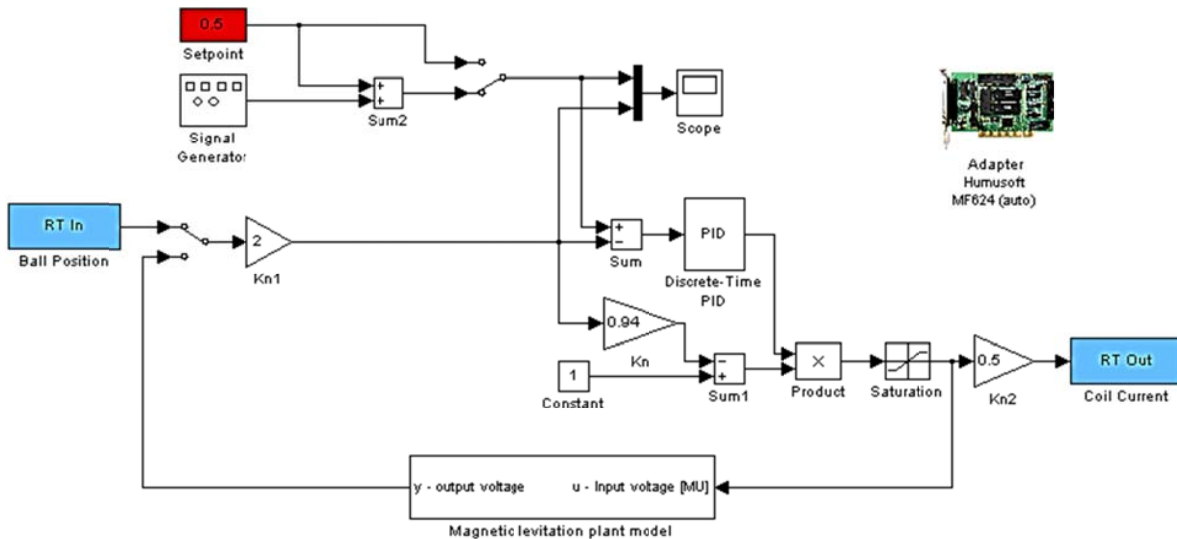 0.5
Setpoint
Signal
Generator
+
+
Sum2
Scope
Adapter
Humusoft
MF624 (auto)
RT In
Ball Position
2
Kn1
+
−
Sum
PID
Discrete-Time
PID
0.94
Kn
1
Constant
−
+
Sum1
×
Product
Saturation
0.5
Kn2
RT Out
Coil Current
y - output voltage
u - Input voltage [MU]
Magnetic levitation plant model